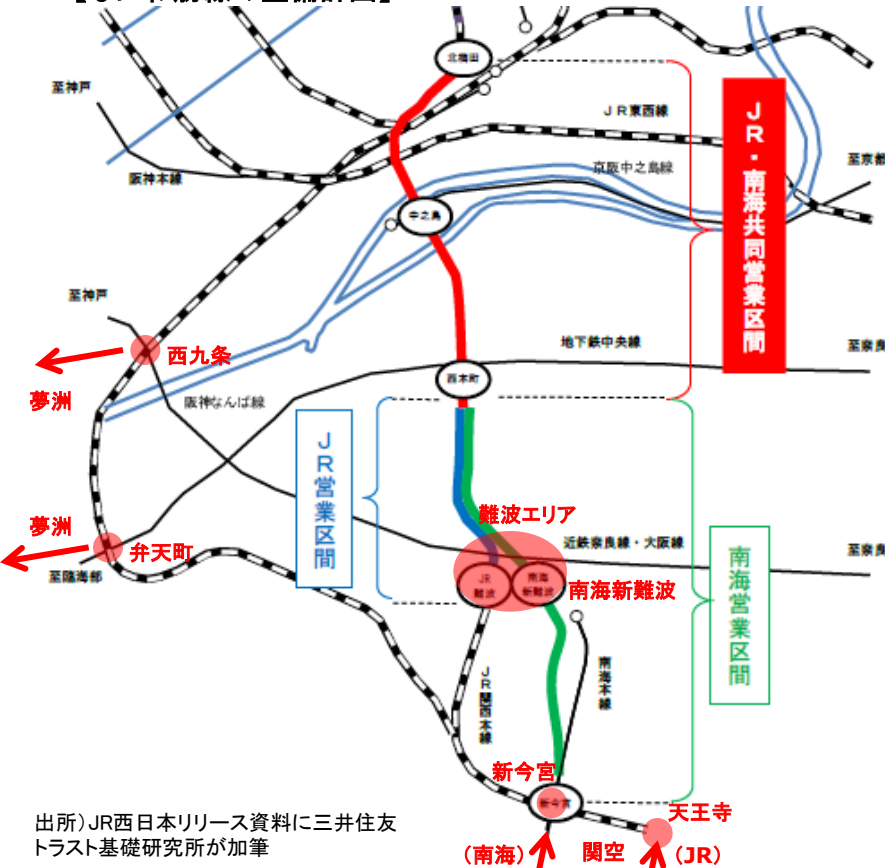 北梅田
至神戸
JR東西線
JR・南海共同営業区間
至京都
阪神本線
京阪中之島線
中之島
至神戸
地下鉄中央線
至奈良
西九条
西本町
夢洲
阪神なんば線
JR営業区間
難波エリア
夢洲
弁天町
近鉄奈良線・大阪線
至奈良
至臨海部
JR難波
南海新難波
南海新難波
南海営業区間
JR関西本線
南海本線
新今宮
新今宮
天王寺
出所）JR西日本リリース資料に三井住友
トラスト基礎研究所が加筆
（南海）
関空
（JR）